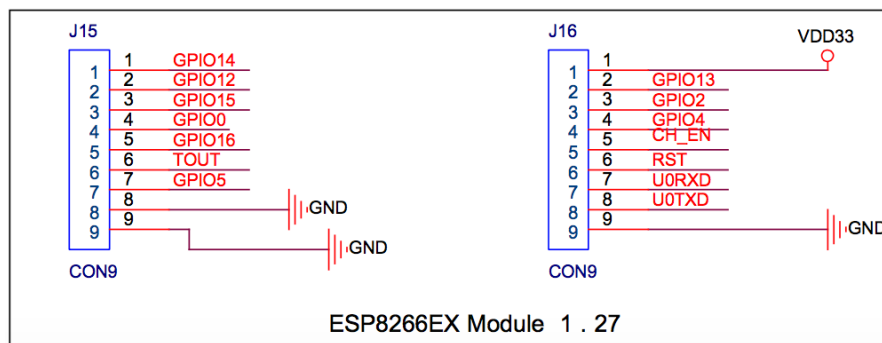 J15
1 1 GPIO14
2 2 GPIO12
3 3 GPIO15
4 4 GPIO0
5 5 GPIO16
6 6 TOUT
7 7 GPIO5
8 8 GND
9 9 GND
CON9
J16
VDD33
1 1
2 2 GPIO13
3 3 GPIO2
4 4 GPIO4
5 5 CH_EN
6 6 RST
7 7 U0RXD
8 8 U0TXD
9 9 GND
CON9
ESP8266EX Module 1 . 27